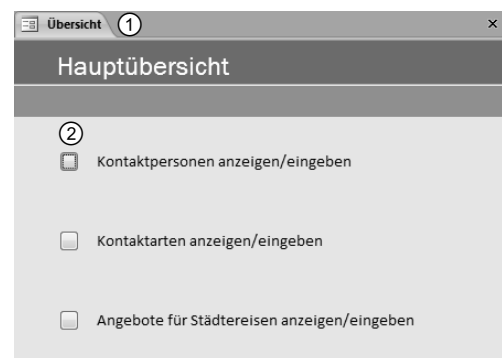 Übersicht ①
Hauptübersicht
②
Kontaktpersonen anzeigen/eingeben
Kontaktarten anzeigen/eingeben
Angebote für Städtereisen anzeigen/eingeben